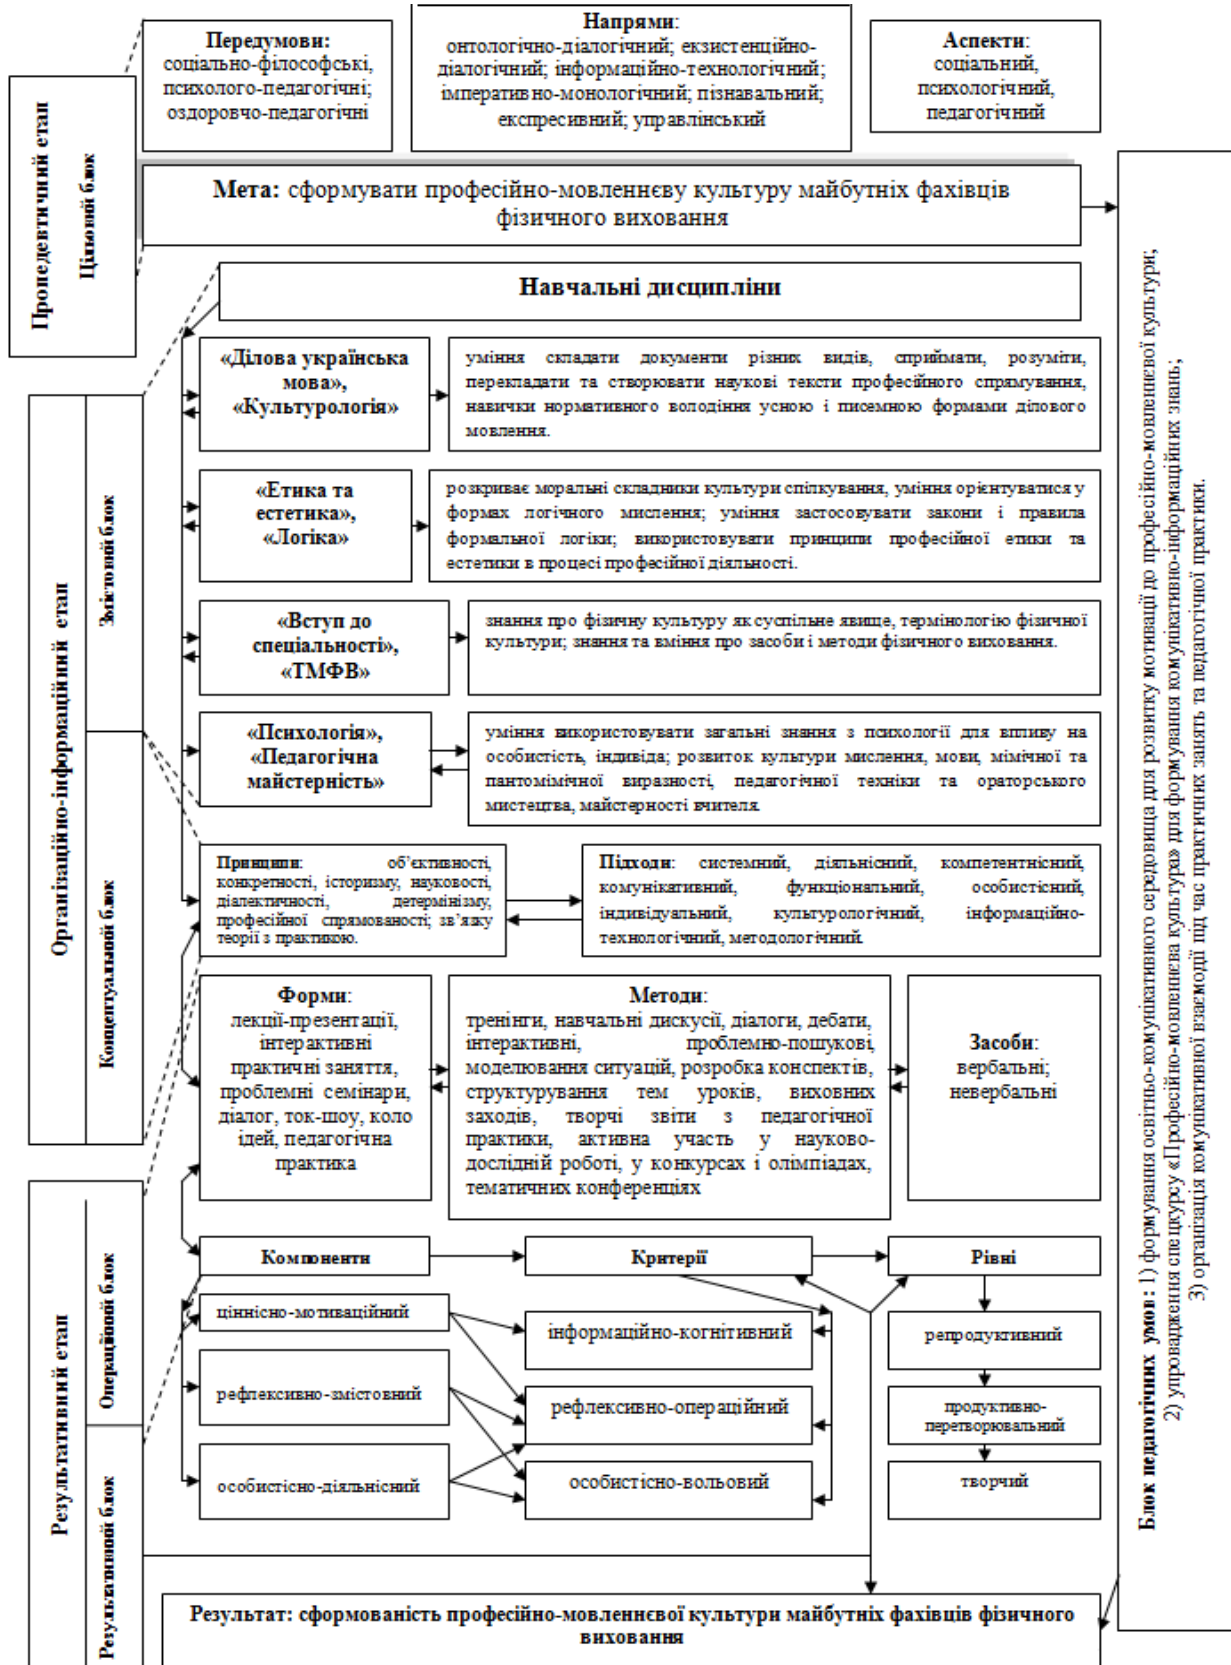 Передумови:
соціально-філософські,
психолого-педагогічні;
оздоровчо-педагогічні
Напрями:
онтологічно-діалогічний; екзистенційно-
діалогічний; інформаційно-технологічний;
імперативно-монологічний; пізнавальний;
експресивний; управлінський
Аспекти:
соціальний,
психологічний,
педагогічний
Пропедевтичний етап
Цільовий блок
Мета: сформувати професійно-мовленнєву культуру майбутніх фахівців
фізичного виховання
Навчальні дисципліни
Організаційно-інформаційний етап
Змістовий блок
«Ділова українська
мова»,
«Культурологія»
уміння складати документи різних видів, сприймати, розуміти,
перекладати та створювати наукові тексти професійного спрямування,
навички нормативного володіння усною і писемною формами ділового
мовлення.
«Етика та
естетика»,
«Логіка»
розкриває моральні складники культури спілкування, уміння орієнтуватися у
формах логічного мислення; уміння застосовувати закони і правила
формальної логіки; використовувати принципи професійної етики та
естетики в процесі професійної діяльності.
«Вступ до
спеціальності»,
«ТМФВ»
знання про фізичну культуру як суспільне явище, термінологію фізичної
культури; знання та вміння про засоби і методи фізичного виховання.
«Психологія»,
«Педагогічна
майстерність»
уміння використовувати загальні знання з психології для впливу на
особистість, індивіда; розвиток культури мислення, мови, мімічної та
пантомімічної виразності, педагогічної техніки та ораторського
мистецтва, майстерності вчителя.
Концептуальний блок
Принципи: об’єктивності,
конкретності, історизму, науковості,
діалектичності, детермінізму,
професійної спрямованості; зв’язку
теорії з практикою.
Підходи: системний, діяльнісний, компетентнісний,
комунікативний, функціональний, особистісний,
індивідуальний, культурологічний, інформаційно-
технологічний, методологічний.
Форми:
лекції-презентації,
інтерактивні
практичні заняття,
проблемні семінари,
діалог, ток-шоу, коло
ідей, педагогічна
практика
Методи:
тренінги, навчальні дискусії, діалоги, дебати,
інтерактивні, проблемно-пошукові,
моделювання ситуацій, розробка конспектів,
структурування тем уроків, виховних
заходів, творчі звіти з педагогічної
практики, активна участь у науково-
дослідній роботі, у конкурсах і олімпіадах,
тематичних конференціях
Засоби:
вербальні;
невербальні
Результативний етап
Операційний блок
Результативний блок
Компоненти
Критерії
Рівні
ціннісно-мотиваційний
рефлексивно-змістовний
особистісно-діяльнісний
інформаційно-когнітивний
рефлексивно-операційний
особистісно-вольовий
репродуктивний
продуктивно-
перетворювальний
творчий
Результат: сформованість професійно-мовленнєвої культури майбутніх фахівців фізичного
виховання
Блок педагогічних умов: 1) формування освітньо-комунікативного середовища для розвитку мотивації до професійно-мовленнєвої культури;
2) упровадження спецкурсу «Професійно-мовленнєва культура» для формування комунікативно-інформаційних знань;
3) організація комунікативної взаємодії під час практичних занять та педагогічної практики.